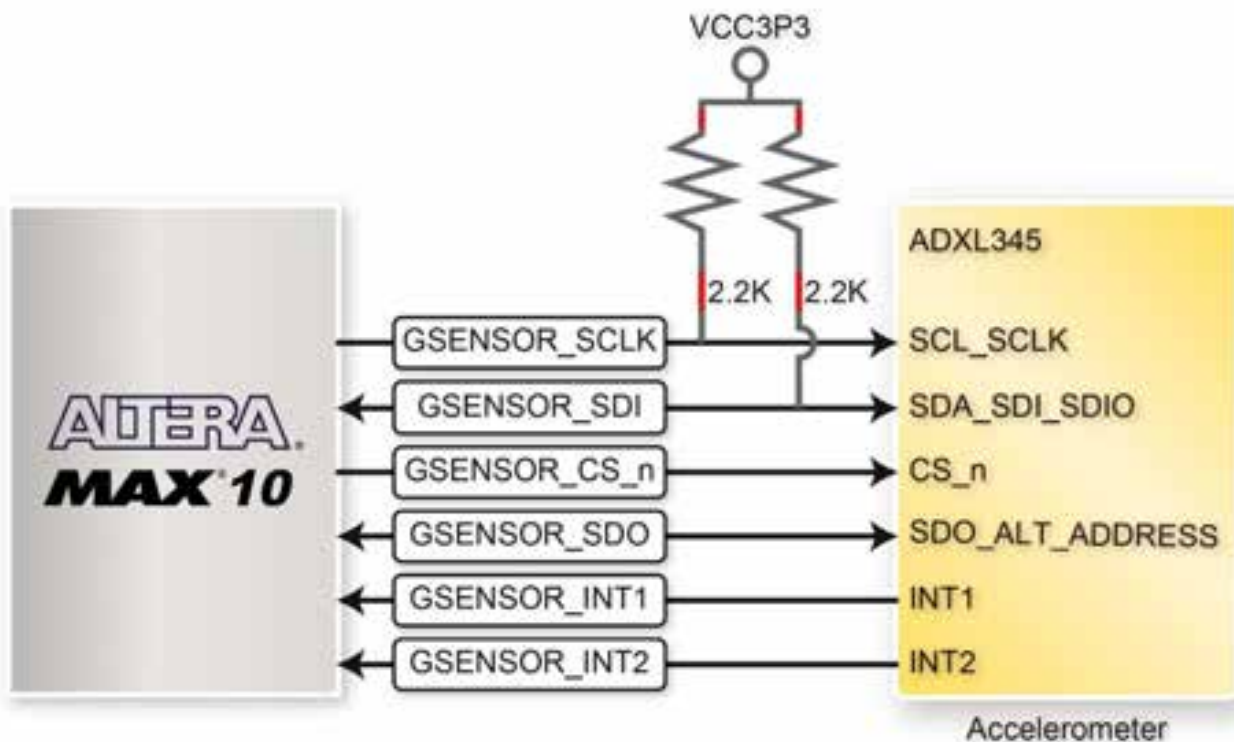 VCC3P3
2.2K 2.2K
ALTERA®
MAX® 10
GSENSOR_SCLK
GSENSOR_SDI
GSENSOR_CS_n
GSENSOR_SDO
GSENSOR_INT1
GSENSOR_INT2
ADXL345
SCL_SCLK
SDA_SDI_SDIO
CS_n
SDO_ALT_ADDRESS
INT1
INT2
Accelerometer